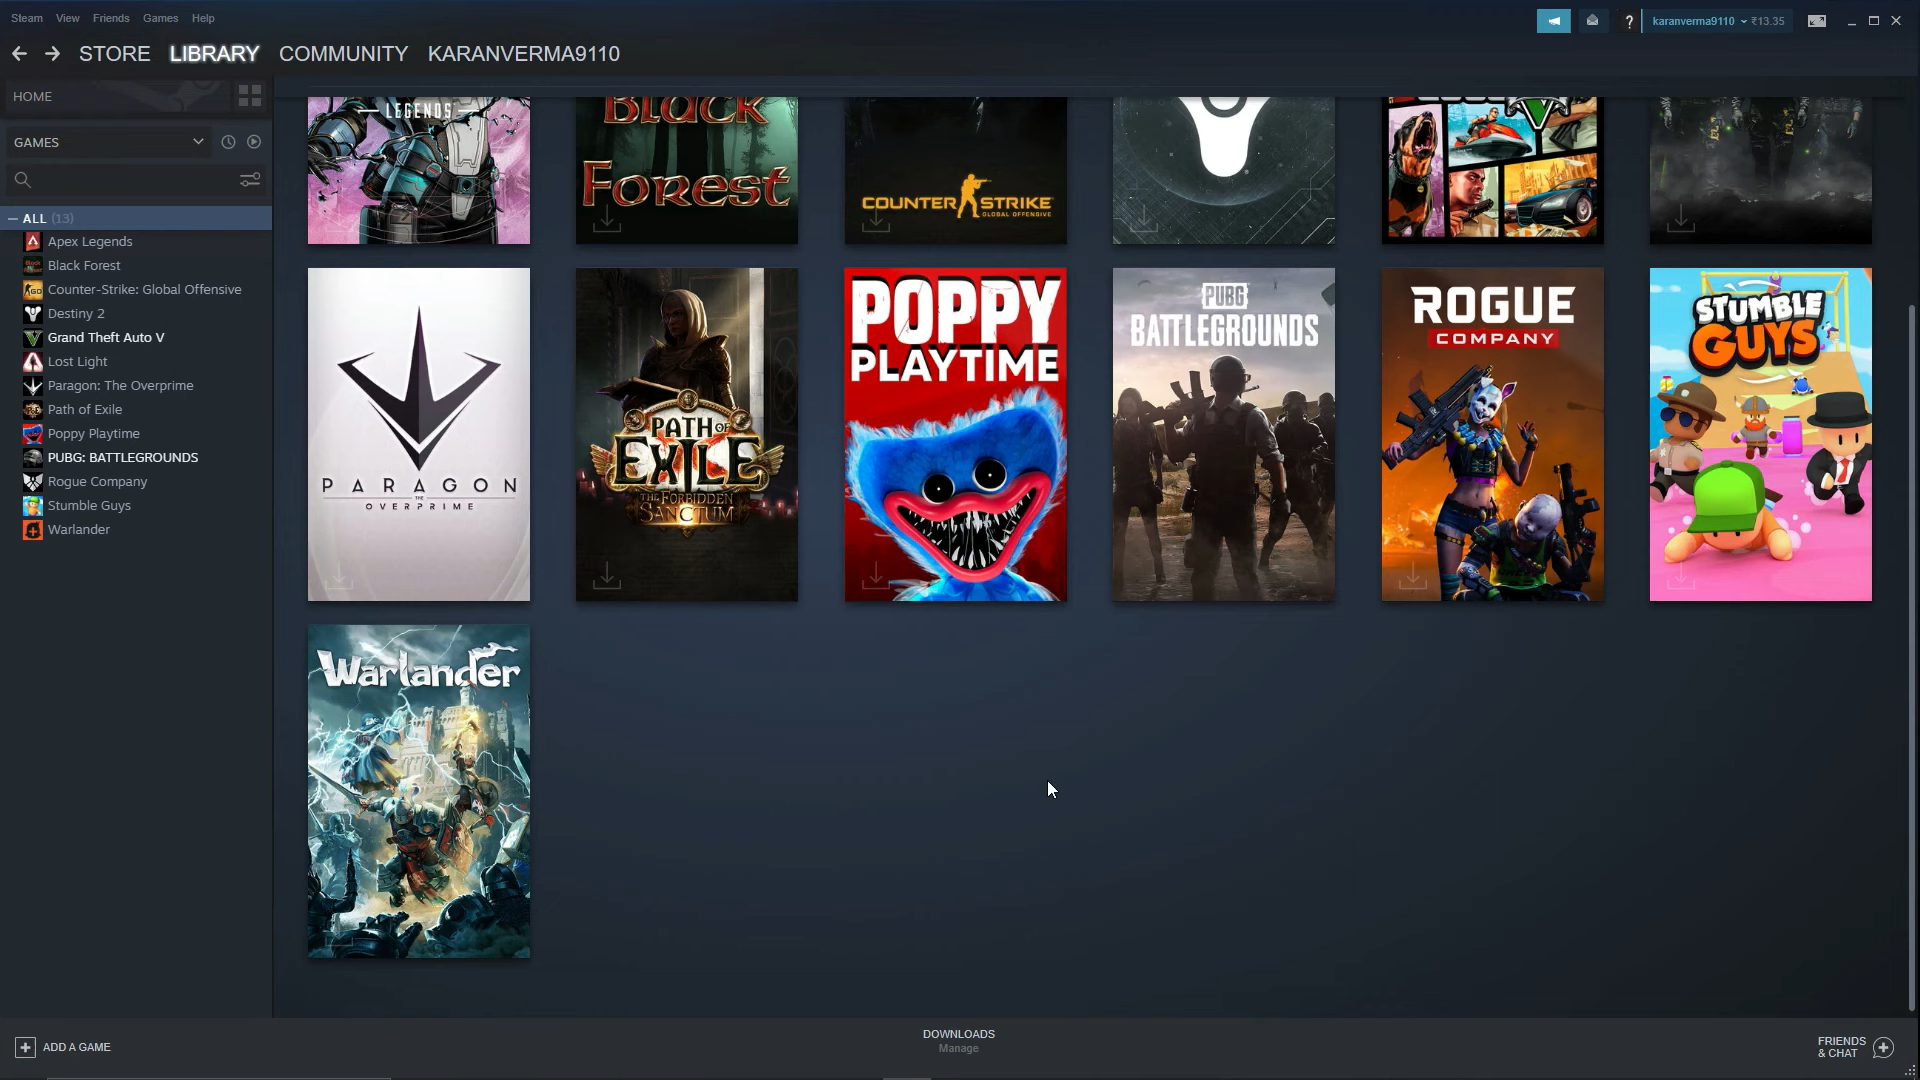 Steam View Friends Games Help
? karanverma9110 ₹13.35
STORE LIBRARY COMMUNITY KARANVERMA9110
HOME
GAMES
ALL (13)
Apex Legends
Black Forest
Counter-Strike: Global Offensive
Destiny 2
Grand Theft Auto V
Lost Light
Paragon: The Overprime
Path of Exile
Poppy Playtime
PUBG: BATTLEGROUNDS
Rogue Company
Stumble Guys
Warlander
LEGENDS
Black
Forest
COUNTER STRIKE
GLOBAL OFFENSIVE
V
PARAGON
THE
OVERPRIME
PATH OF
EXILE
THE FORBIDDEN
SANCTUM
POPPY
PLAYTIME
PUBG
BATTLEGROUNDS
ROGUE
COMPANY
STUMBLE
GUYS
Warlander
ADD A GAME
DOWNLOADS
Manage
FRIENDS
& CHAT